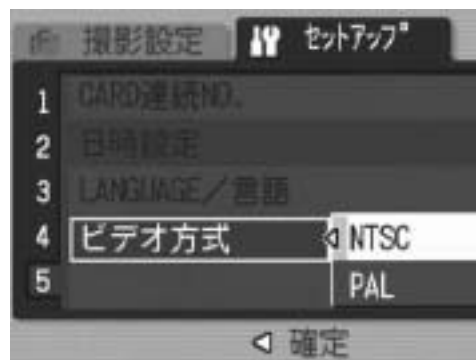 撮影設定 セットアップ
1 CARD連続NO.
2 日時設定
3 LANGUAGE/言語
4 ビデオ方式 NTSC
5 PAL
確定